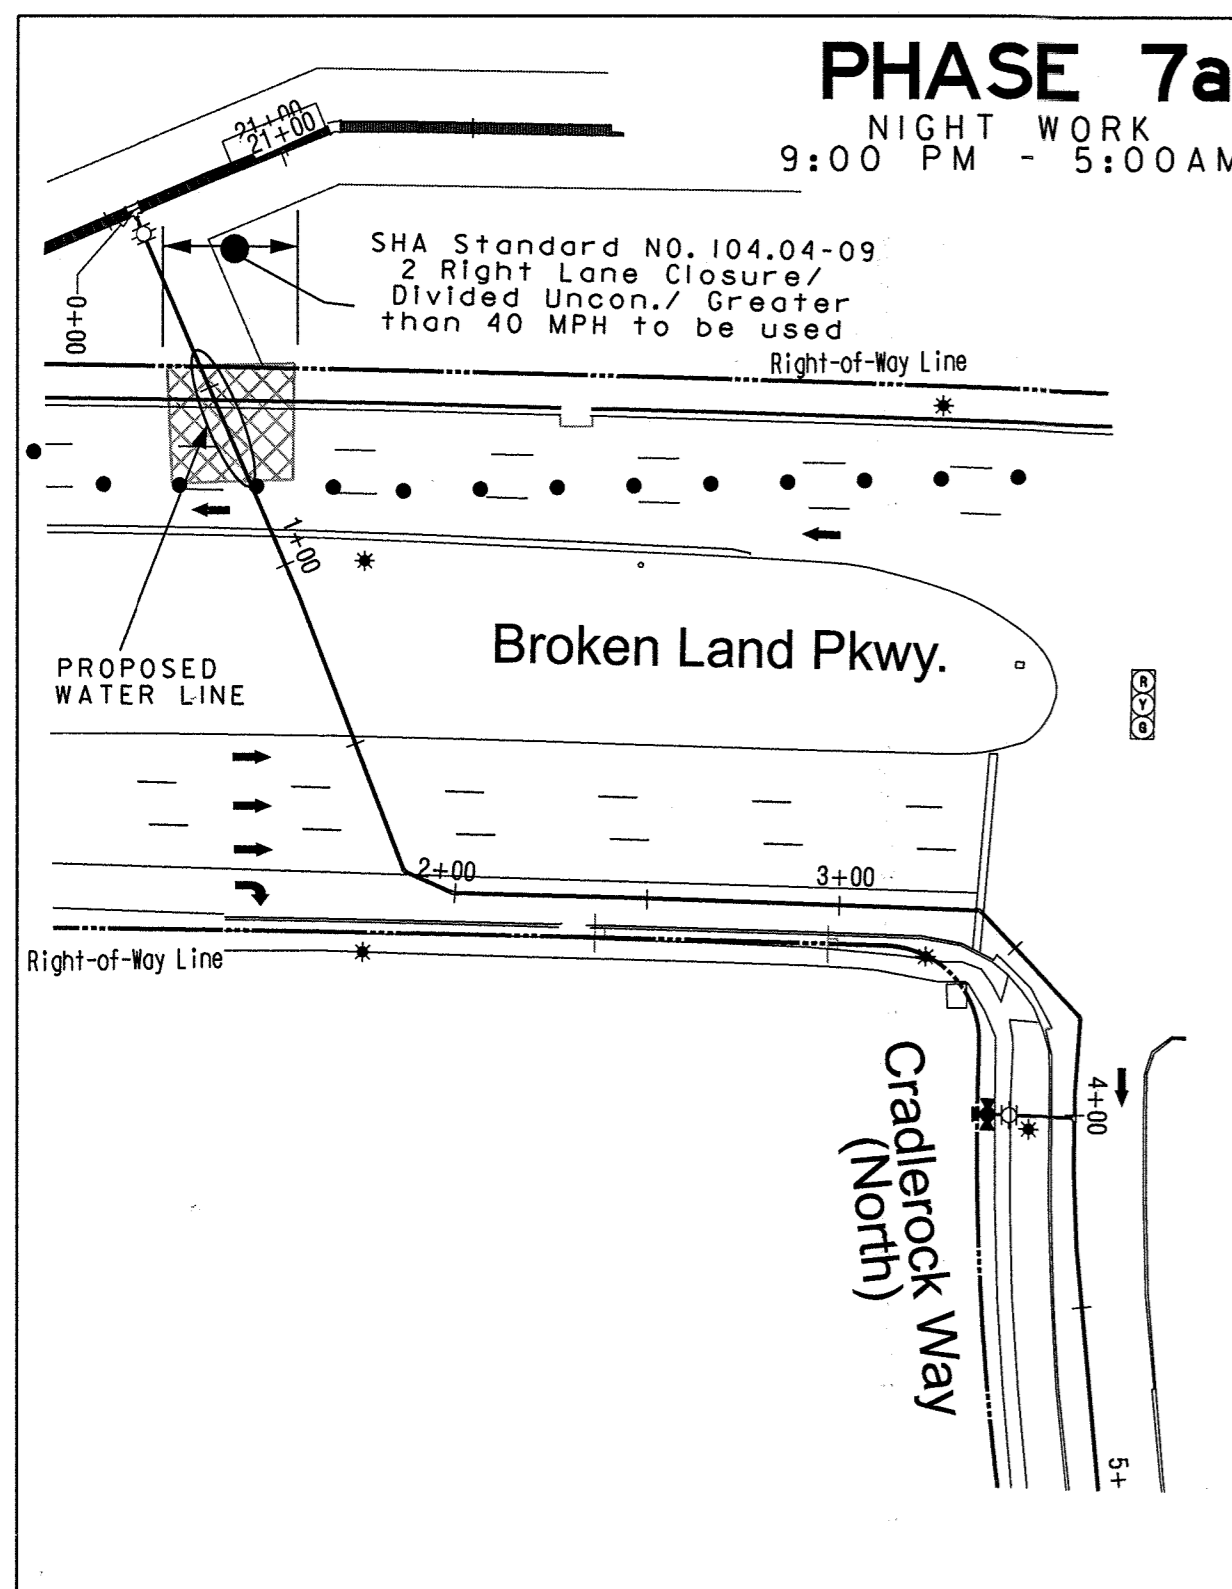 PHASE 7a
NIGHT WORK
9:00 PM - 5:00AM
21+00
21+00
SHA Standard NO. 104.04-09
2 Right Lane Closure/
Divided Uncon./ Greater
than 40 MPH to be used
0+00
Right-of-Way Line
1+00
Broken Land Pkwy.
PROPOSED
WATER LINE
R
Y
G
2+00
3+00
Right-of-Way Line
4+00
Cradlerock Way
(North)
5+